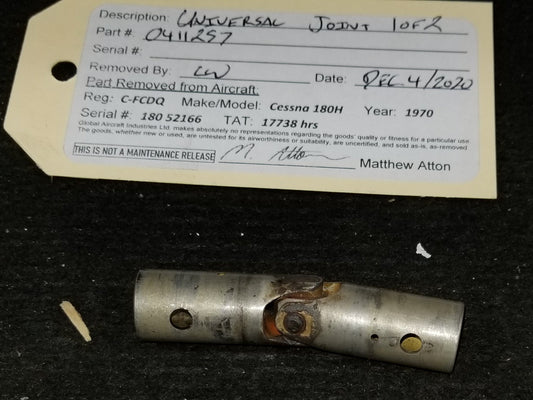 Description: UNIVERSAL JOINT 1 OF 2
Part #: 0411257
Serial #:
Removed By: LW Date: DEC 4/2020
Part Removed from Aircraft:
Reg: C-FCDQ Make/Model: Cessna 180H Year: 1970
Serial #: 180 52166 TAT: 17738 hrs
Global Aircraft Industries Ltd. makes absolutely no representations regarding the goods' quality or fitness for a particular use.
The goods, whether new or used, are untested for its airworthiness or suitability, are uncertified, and sold as-is, as-removed
THIS IS NOT A MAINTENANCE RELEASE M. Atton Matthew Atton